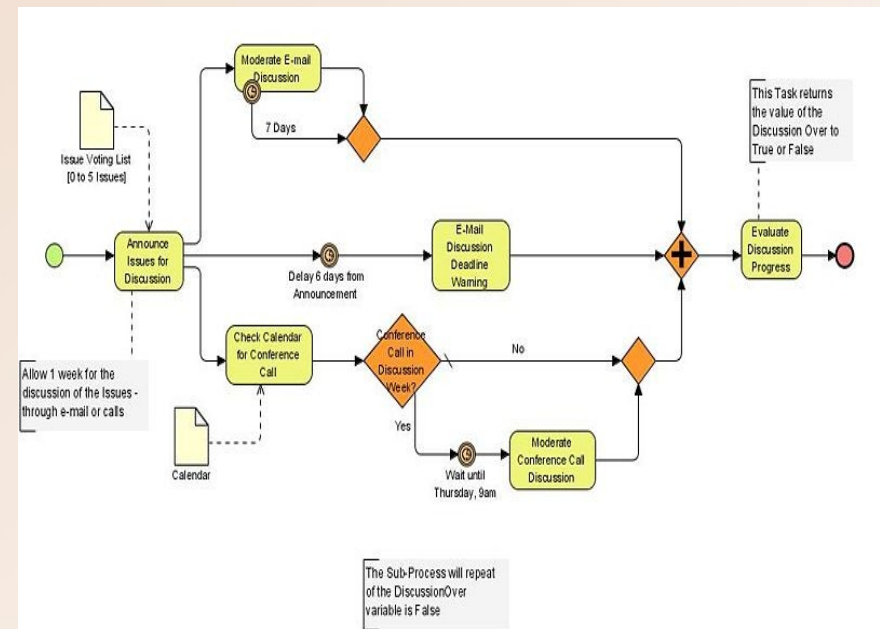 Moderate E-mail
Discussion
7 Days
This Task returns
the value of the
Discussion Over to
True or False
Issue Voting List
[0 to 5 Issues]
Announce
Issues for
Discussion
Delay 6 days from
Announcement
E-Mail
Discussion
Deadline
Warning
Evaluate
Discussion
Progress
Allow 1 week for the
discussion of the Issues -
through e-mail or calls
Check Calendar
for Conference
Call
Conference
Call in
Discussion
Week?
No
Yes
Calendar
Wait until
Thursday, 9am
Moderate
Conference Call
Discussion
The Sub-Process will repeat
of the DiscussionOver
variable is False